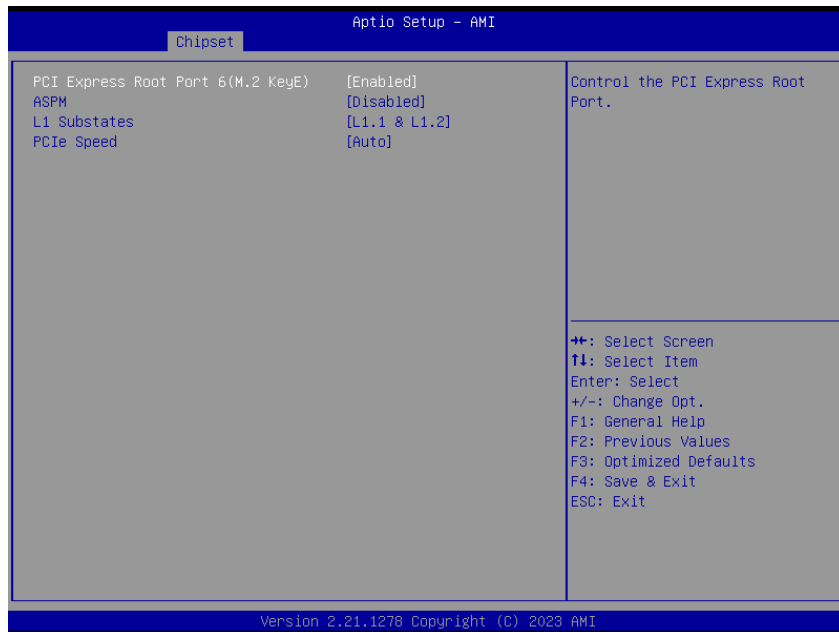 Aptio Setup – AMI
Chipset
PCI Express Root Port 6(M.2 KeyE) [Enabled]
ASPM [Disabled]
L1 Substates [L1.1 & L1.2]
PCIe Speed [Auto]
Control the PCI Express Root
Port.
→←: Select Screen
↑↓: Select Item
Enter: Select
+/-: Change Opt.
F1: General Help
F2: Previous Values
F3: Optimized Defaults
F4: Save & Exit
ESC: Exit
Version 2.21.1278 Copyright (C) 2023 AMI